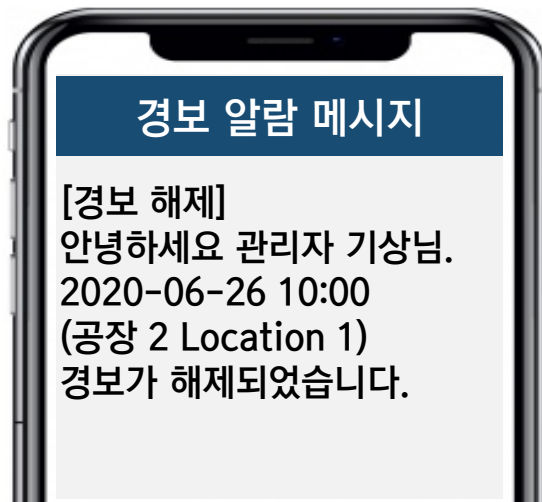 경보 알람 메시지
[경보 해제]
안녕하세요 관리자 기상님.
2020-06-26 10:00
(공장 2 Location 1)
경보가 해제되었습니다.